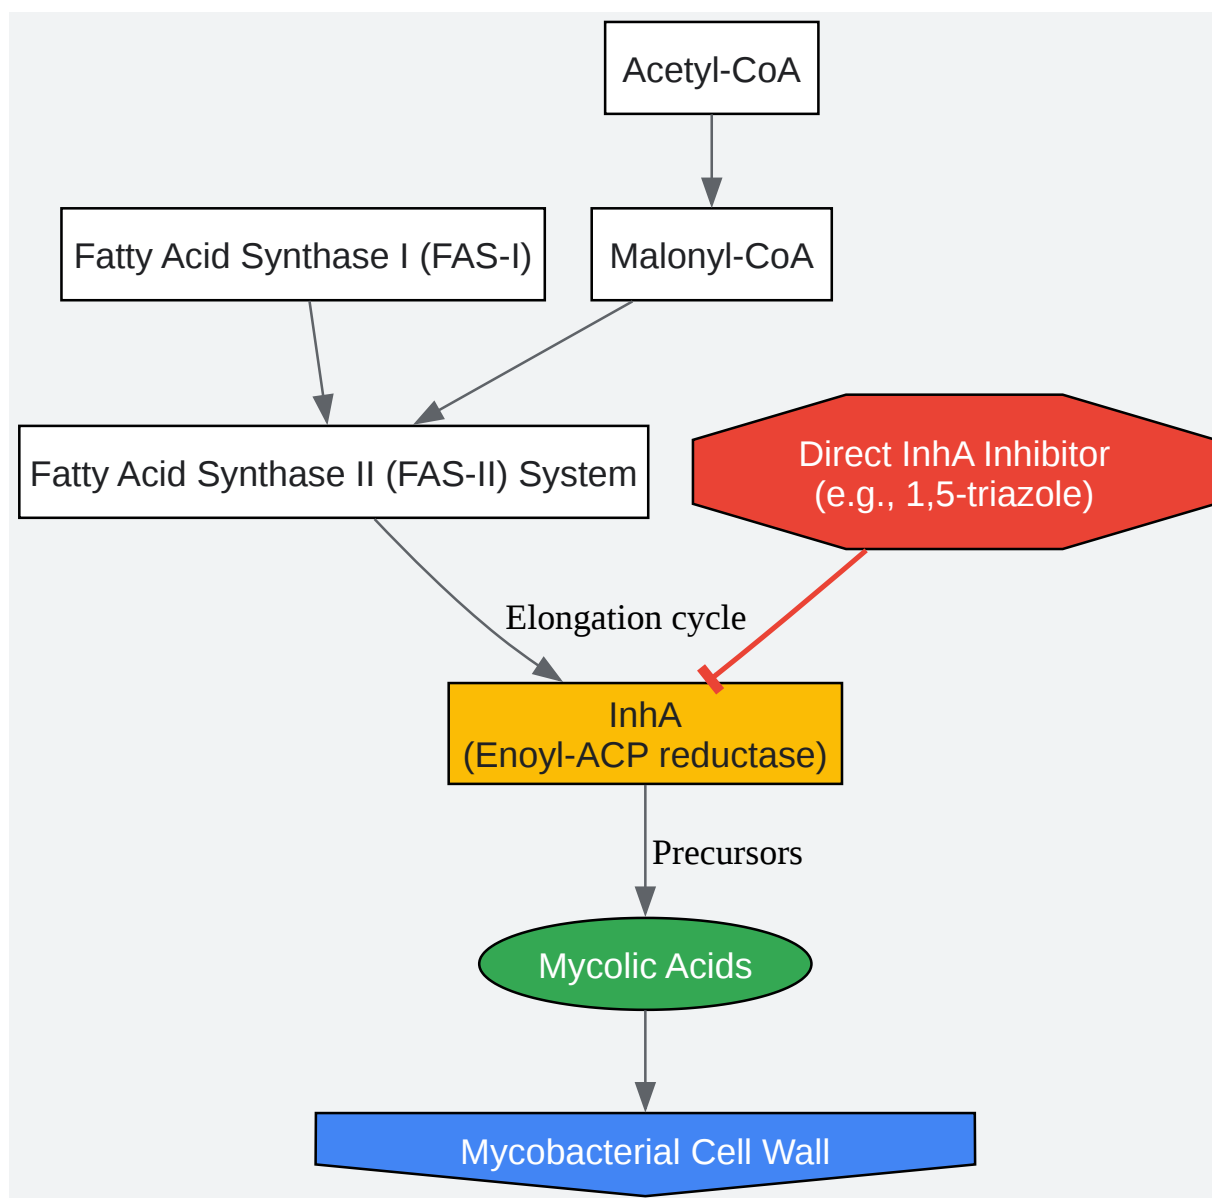 Acetyl-CoA
Fatty Acid Synthase I (FAS-I)
Malonyl-CoA
Fatty Acid Synthase II (FAS-II) System
Direct InhA Inhibitor
(e.g., 1,5-triazole)
Elongation cycle
InhA
(Enoyl-ACP reductase)
Precursors
Mycolic Acids
Mycobacterial Cell Wall